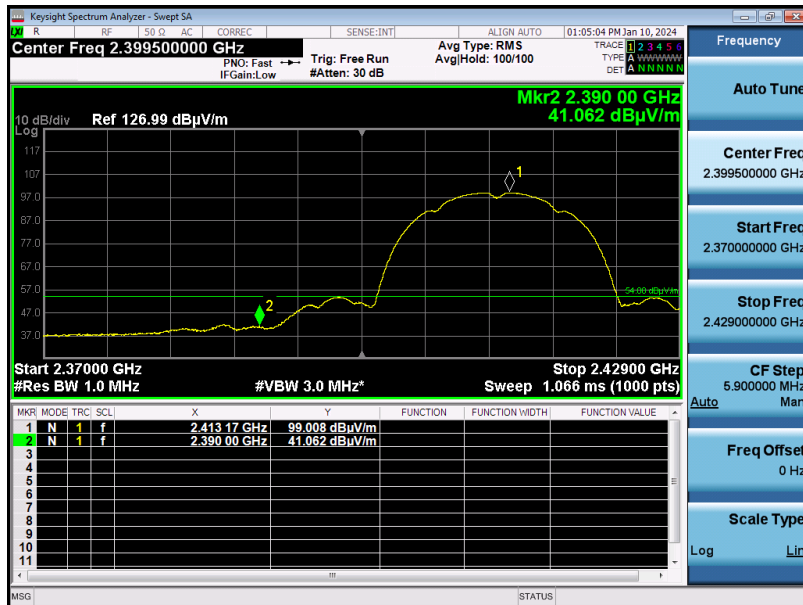 Keysight Spectrum Analyzer - Swept SA
LXI R RF 50 Ω AC CORREC SENSE:INT ALIGN AUTO 01:05:04 PM Jan 10, 2024
Center Freq 2.399500000 GHz
PNO: Fast
IFGain:Low
Trig: Free Run
#Atten: 30 dB
Avg Type: RMS
Avg|Hold: 100/100
TRACE 1 2 3 4 5 6
TYPE A WWWWW
DET A N N N N N
Mkr2 2.390 00 GHz
41.062 dBµV/m
10 dB/div Ref 126.99 dBµV/m
Log
117
107
97.0
87.0
77.0
67.0
57.0
47.0
37.0
1
2
54.00 dBµV/m
Start 2.37000 GHz Stop 2.42900 GHz
#Res BW 1.0 MHz #VBW 3.0 MHz* Sweep 1.066 ms (1000 pts)
MKR MODE TRC SCL X Y FUNCTION FUNCTION WIDTH FUNCTION VALUE
1 N 1 f 2.413 17 GHz 99.008 dBµV/m
2 N 1 f 2.390 00 GHz 41.062 dBµV/m
3
4
5
6
7
8
9
10
11
MSG STATUS
Frequency
Auto Tune
Center Freq
2.399500000 GHz
Start Freq
2.370000000 GHz
Stop Freq
2.429000000 GHz
CF Step
5.900000 MHz
Auto Man
Freq Offset
0 Hz
Scale Type
Log Lin